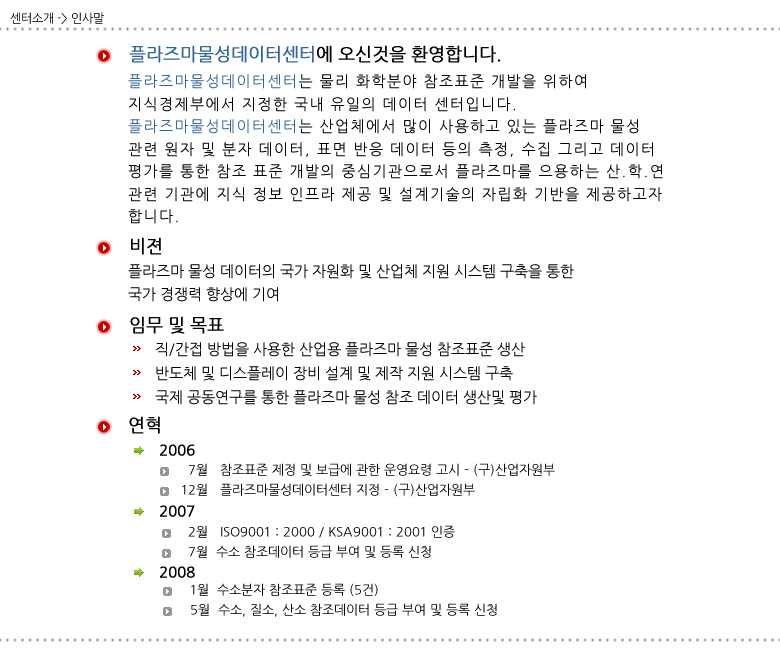 센터소개 -> 인사말
플라즈마물성데이터센터에 오신것을 환영합니다.
플라즈마물성데이터센터는 물리 화학분야 참조표준 개발을 위하여
지식경제부에서 지정한 국내 유일의 데이터 센터입니다.
플라즈마물성데이터센터는 산업체에서 많이 사용하고 있는 플라즈마 물성
관련 원자 및 분자 데이터, 표면 반응 데이터 등의 측정, 수집 그리고 데이터
평가를 통한 참조 표준 개발의 중심기관으로서 플라즈마를 으용하는 산.학.연
관련 기관에 지식 정보 인프라 제공 및 설계기술의 자립화 기반을 제공하고자
합니다.
비젼
플라즈마 물성 데이터의 국가 자원화 및 산업체 지원 시스템 구축을 통한
국가 경쟁력 향상에 기여
임무 및 목표
직/간접 방법을 사용한 산업용 플라즈마 물성 참조표준 생산
반도체 및 디스플레이 장비 설계 및 제작 지원 시스템 구축
국제 공동연구를 통한 플라즈마 물성 참조 데이터 생산및 평가
연혁
2006
7월 참조표준 제정 및 보급에 관한 운영요령 고시 - (구)산업자원부
12월 플라즈마물성데이터센터 지정 - (구)산업자원부
2007
2월 ISO9001 : 2000 / KSA9001 : 2001 인증
7월 수소 참조데이터 등급 부여 및 등록 신청
2008
1월 수소분자 참조표준 등록 (5건)
5월 수소, 질소, 산소 참조데이터 등급 부여 및 등록 신청